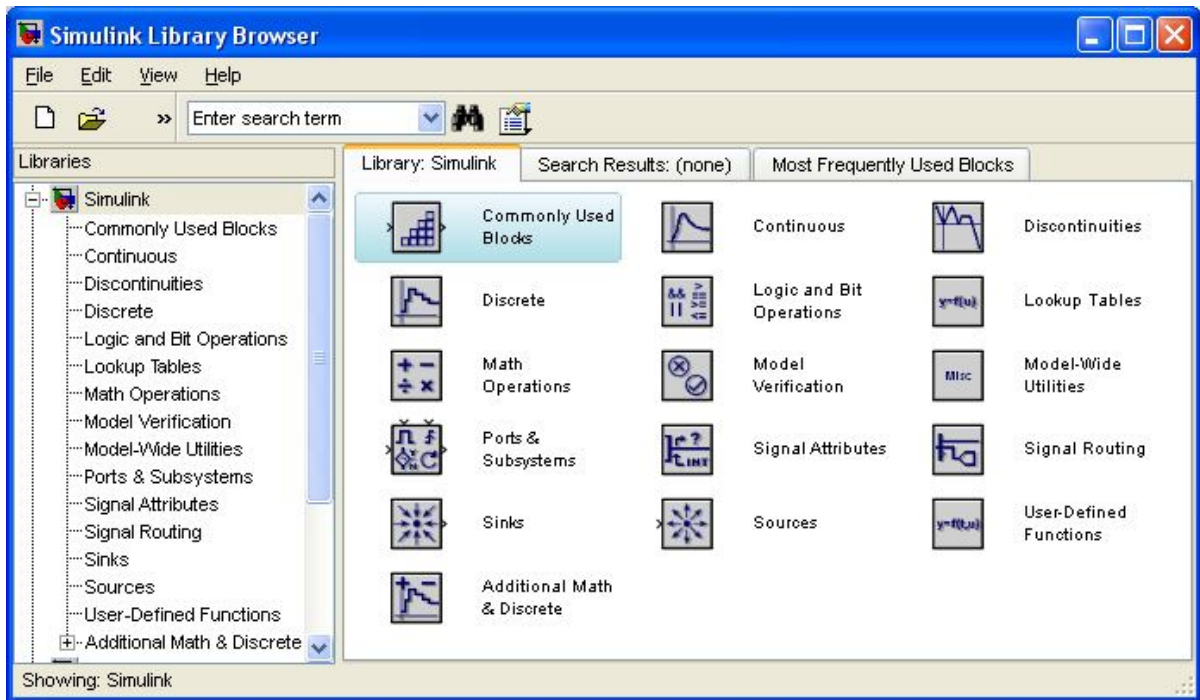 Simulink Library Browser
File Edit View Help
» Enter search term
Libraries
Library: Simulink Search Results: (none) Most Frequently Used Blocks
Simulink
Commonly Used Blocks
Continuous
Discontinuities
Discrete
Logic and Bit Operations
Lookup Tables
Math Operations
Model Verification
Model-Wide Utilities
Ports & Subsystems
Signal Attributes
Signal Routing
Sinks
Sources
User-Defined Functions
Additional Math & Discrete
Commonly Used
Blocks
Continuous
Discontinuities
Discrete
&& || > >= <=
Logic and Bit
Operations
y=f(u)
Lookup Tables
+ − ÷ ×
Math
Operations
Model
Verification
Misc
Model-Wide
Utilities
Ports &
Subsystems
? INT
Signal Attributes
Signal Routing
Sinks
Sources
y=f(t,u)
User-Defined
Functions
+ −
Additional Math
& Discrete
Showing: Simulink